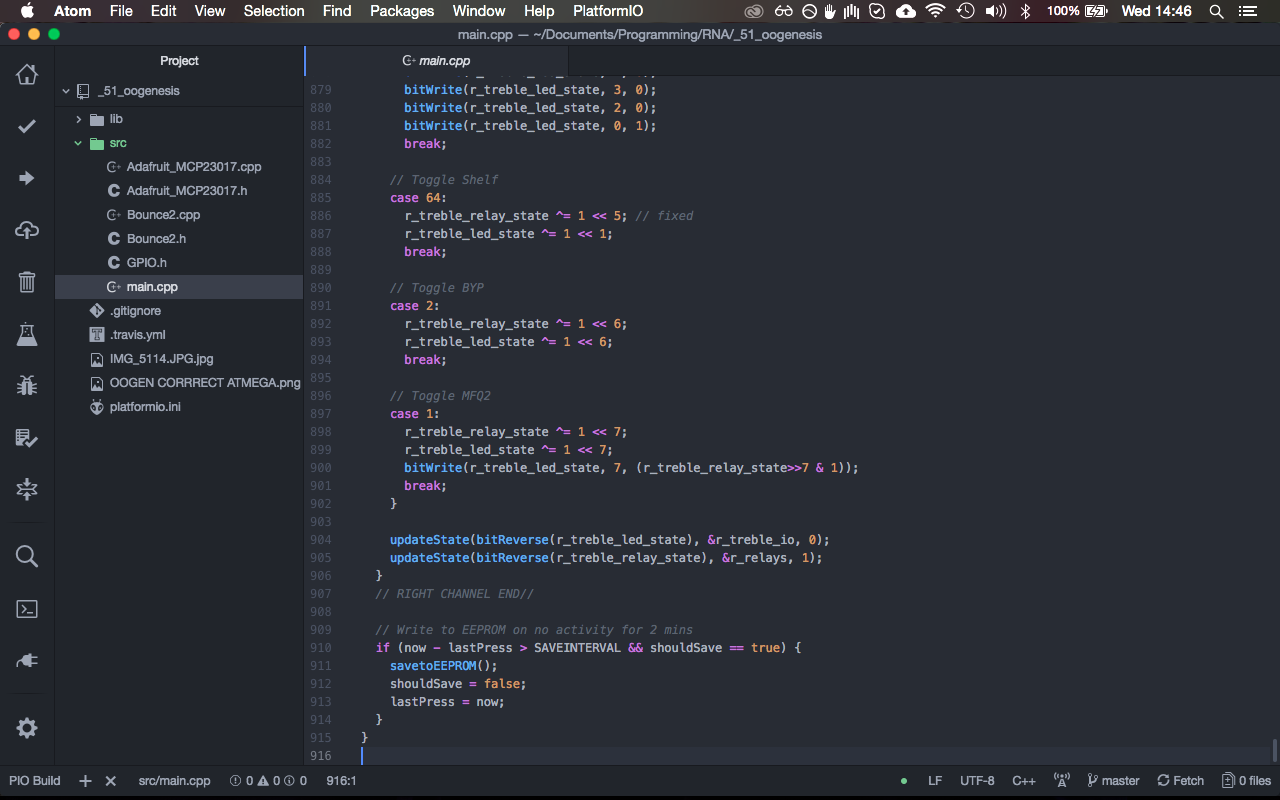 Atom File Edit View Selection Find Packages Window Help PlatformIO 100% Wed 14:46
main.cpp — ~/Documents/Programming/RNA/_51_oogenesis
Project
main.cpp
_51_oogenesis
lib
src
Adafruit_MCP23017.cpp
Adafruit_MCP23017.h
Bounce2.cpp
Bounce2.h
GPIO.h
main.cpp
.gitignore
.travis.yml
IMG_5114.JPG.jpg
OOGEN CORRRECT ATMEGA.png
platformio.ini
879 bitWrite(r_treble_led_state, 3, 0);
880 bitWrite(r_treble_led_state, 2, 0);
881 bitWrite(r_treble_led_state, 0, 1);
882 break;
883
884 // Toggle Shelf
885 case 64:
886 r_treble_relay_state ^= 1 << 5; // fixed
887 r_treble_led_state ^= 1 << 1;
888 break;
889
890 // Toggle BYP
891 case 2:
892 r_treble_relay_state ^= 1 << 6;
893 r_treble_led_state ^= 1 << 6;
894 break;
895
896 // Toggle MFQ2
897 case 1:
898 r_treble_relay_state ^= 1 << 7;
899 r_treble_led_state ^= 1 << 7;
900 bitWrite(r_treble_led_state, 7, (r_treble_relay_state>>7 & 1));
901 break;
902 }
903
904 updateState(bitReverse(r_treble_led_state), &r_treble_io, 0);
905 updateState(bitReverse(r_treble_relay_state), &r_relays, 1);
906 }
907 // RIGHT CHANNEL END//
908
909 // Write to EEPROM on no activity for 2 mins
910 if (now - lastPress > SAVEINTERVAL && shouldSave == true) {
911 savetoEEPROM();
912 shouldSave = false;
913 lastPress = now;
914 }
915 }
916
PIO Build src/main.cpp 0 0 0 916:1 LF UTF-8 C++ master Fetch 0 files